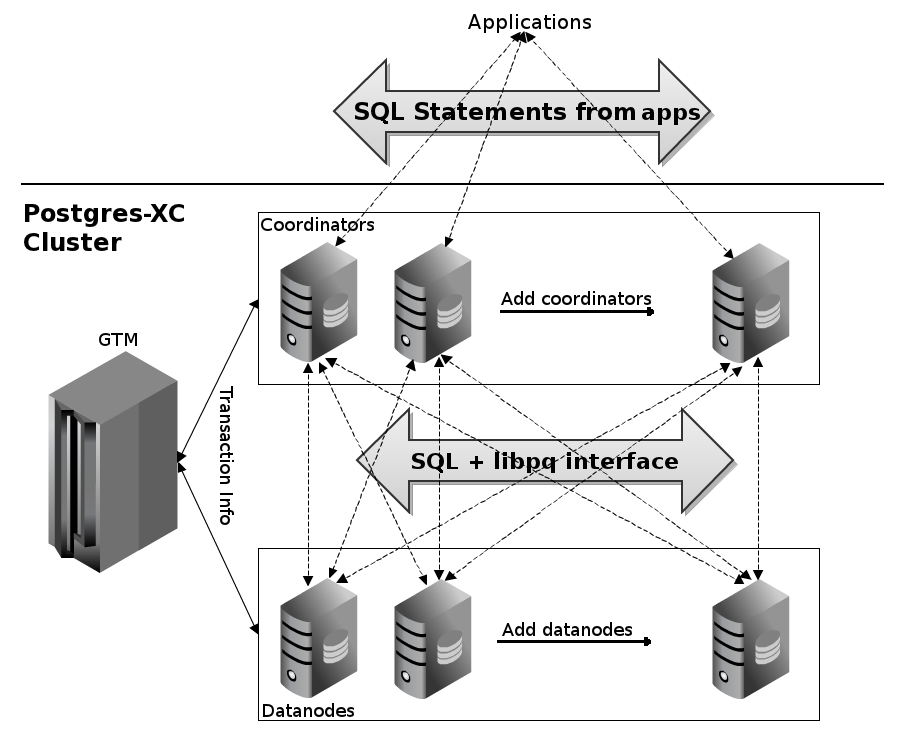 Applications
SQL Statements from apps
Postgres-XC
Cluster
Coordinators
Add coordinators
GTM
Transaction Info
SQL + libpq interface
Add datanodes
Datanodes